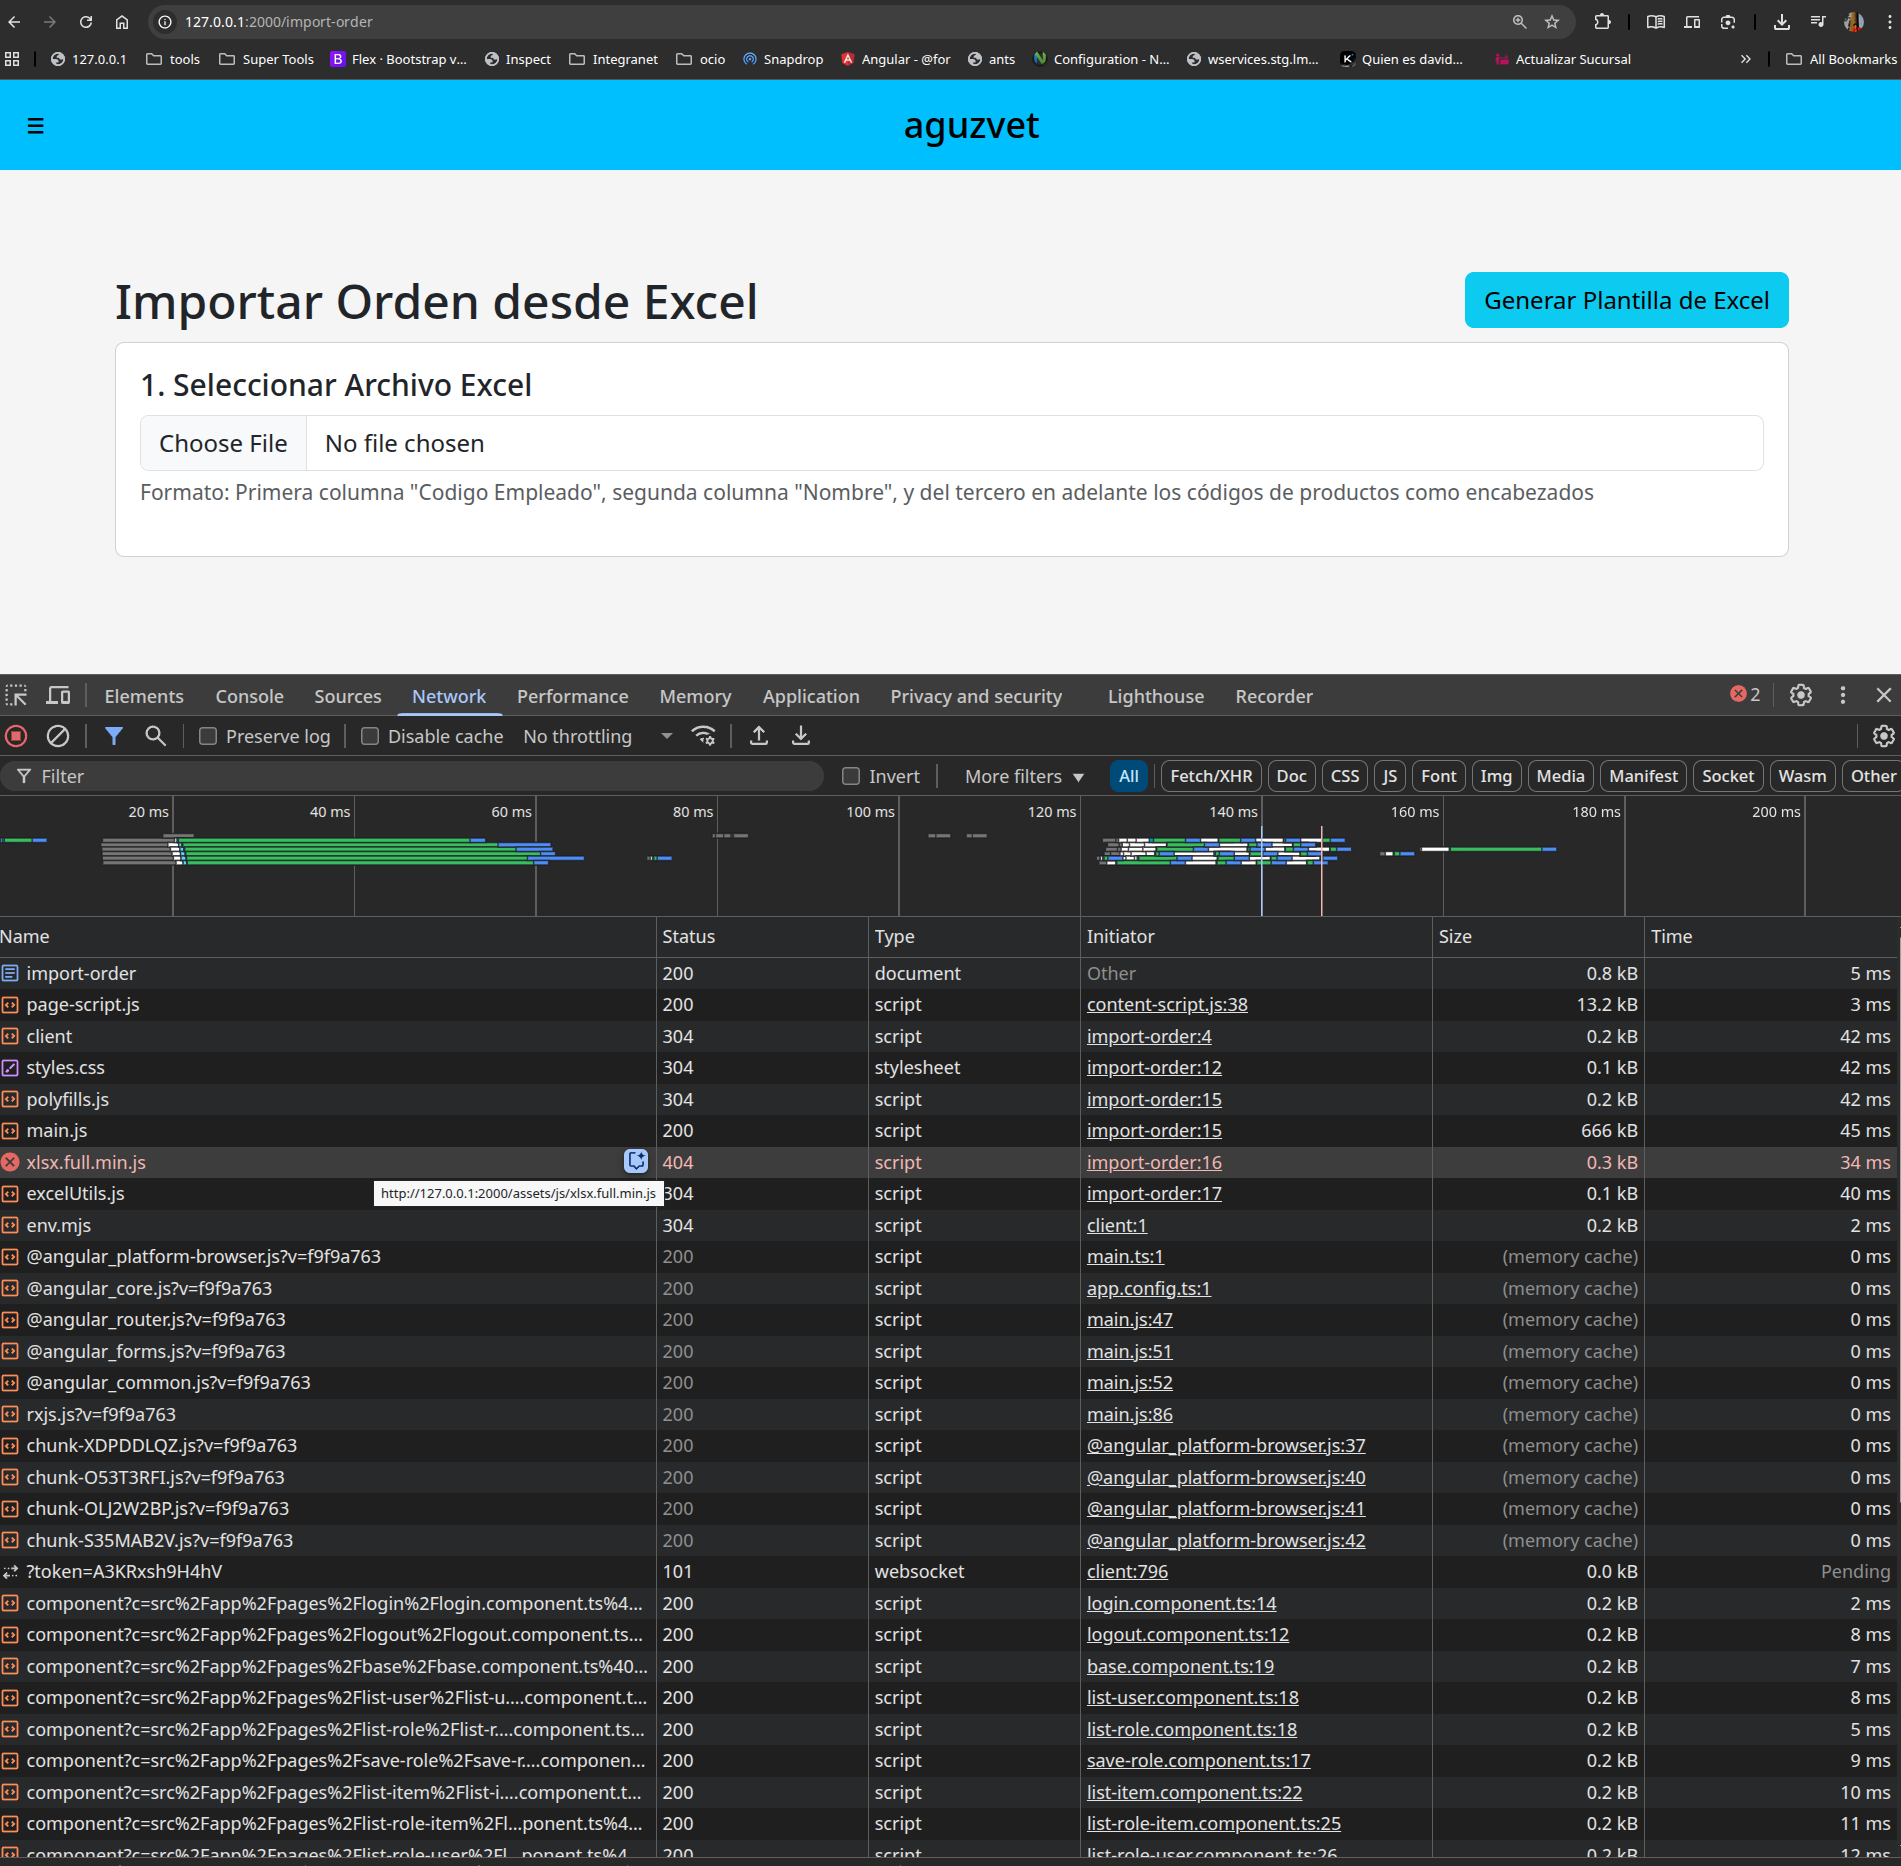 127.0.0.1:2000/import-order
127.0.0.1 tools Super Tools B Flex · Bootstrap v... Inspect Integranet ocio Snapdrop Angular - @for ants Configuration - N... wservices.stg.lm... Quien es david... Actualizar Sucursal » All Bookmarks
aguzvet
Importar Orden desde Excel
Generar Plantilla de Excel
1. Seleccionar Archivo Excel
Choose File No file chosen
Formato: Primera columna "Codigo Empleado", segunda columna "Nombre", y del tercero en adelante los códigos de productos como encabezados
Elements Console Sources Network Performance Memory Application Privacy and security Lighthouse Recorder 2
Preserve log Disable cache No throttling
Filter Invert More filters All Fetch/XHR Doc CSS JS Font Img Media Manifest Socket Wasm Other
20 ms 40 ms 60 ms 80 ms 100 ms 120 ms 140 ms 160 ms 180 ms 200 ms
Name Status Type Initiator Size Time
import-order 200 document Other 0.8 kB 5 ms
page-script.js 200 script content-script.js:38 13.2 kB 3 ms
client 304 script import-order:4 0.2 kB 42 ms
styles.css 304 stylesheet import-order:12 0.1 kB 42 ms
polyfills.js 304 script import-order:15 0.2 kB 42 ms
main.js 200 script import-order:15 666 kB 45 ms
xlsx.full.min.js 404 script import-order:16 0.3 kB 34 ms
excelUtils.js http://127.0.0.1:2000/assets/js/xlsx.full.min.js 304 script import-order:17 0.1 kB 40 ms
env.mjs 304 script client:1 0.2 kB 2 ms
@angular_platform-browser.js?v=f9f9a763 200 script main.ts:1 (memory cache) 0 ms
@angular_core.js?v=f9f9a763 200 script app.config.ts:1 (memory cache) 0 ms
@angular_router.js?v=f9f9a763 200 script main.js:47 (memory cache) 0 ms
@angular_forms.js?v=f9f9a763 200 script main.js:51 (memory cache) 0 ms
@angular_common.js?v=f9f9a763 200 script main.js:52 (memory cache) 0 ms
rxjs.js?v=f9f9a763 200 script main.js:86 (memory cache) 0 ms
chunk-XDPDDLQZ.js?v=f9f9a763 200 script @angular_platform-browser.js:37 (memory cache) 0 ms
chunk-O53T3RFI.js?v=f9f9a763 200 script @angular_platform-browser.js:40 (memory cache) 0 ms
chunk-OLJ2W2BP.js?v=f9f9a763 200 script @angular_platform-browser.js:41 (memory cache) 0 ms
chunk-S35MAB2V.js?v=f9f9a763 200 script @angular_platform-browser.js:42 (memory cache) 0 ms
?token=A3KRxsh9H4hV 101 websocket client:796 0.0 kB Pending
component?c=src%2Fapp%2Fpages%2Flogin%2Flogin.component.ts%4... 200 script login.component.ts:14 0.2 kB 2 ms
component?c=src%2Fapp%2Fpages%2Flogout%2Flogout.component.ts... 200 script logout.component.ts:12 0.2 kB 8 ms
component?c=src%2Fapp%2Fpages%2Fbase%2Fbase.component.ts%40... 200 script base.component.ts:19 0.2 kB 7 ms
component?c=src%2Fapp%2Fpages%2Flist-user%2Flist-u....component.t... 200 script list-user.component.ts:18 0.2 kB 8 ms
component?c=src%2Fapp%2Fpages%2Flist-role%2Flist-r....component.ts... 200 script list-role.component.ts:18 0.2 kB 5 ms
component?c=src%2Fapp%2Fpages%2Fsave-role%2Fsave-r....componen... 200 script save-role.component.ts:17 0.2 kB 9 ms
component?c=src%2Fapp%2Fpages%2Flist-item%2Flist-i....component.t... 200 script list-item.component.ts:22 0.2 kB 10 ms
component?c=src%2Fapp%2Fpages%2Flist-role-item%2Fl...ponent.ts%4... 200 script list-role-item.component.ts:25 0.2 kB 11 ms
component?c=src%2Fapp%2Fpages%2Flist-role-user%2Fl...ponent.ts%4... 200 script list-role-user.component.ts:26 0.2 kB 12 ms